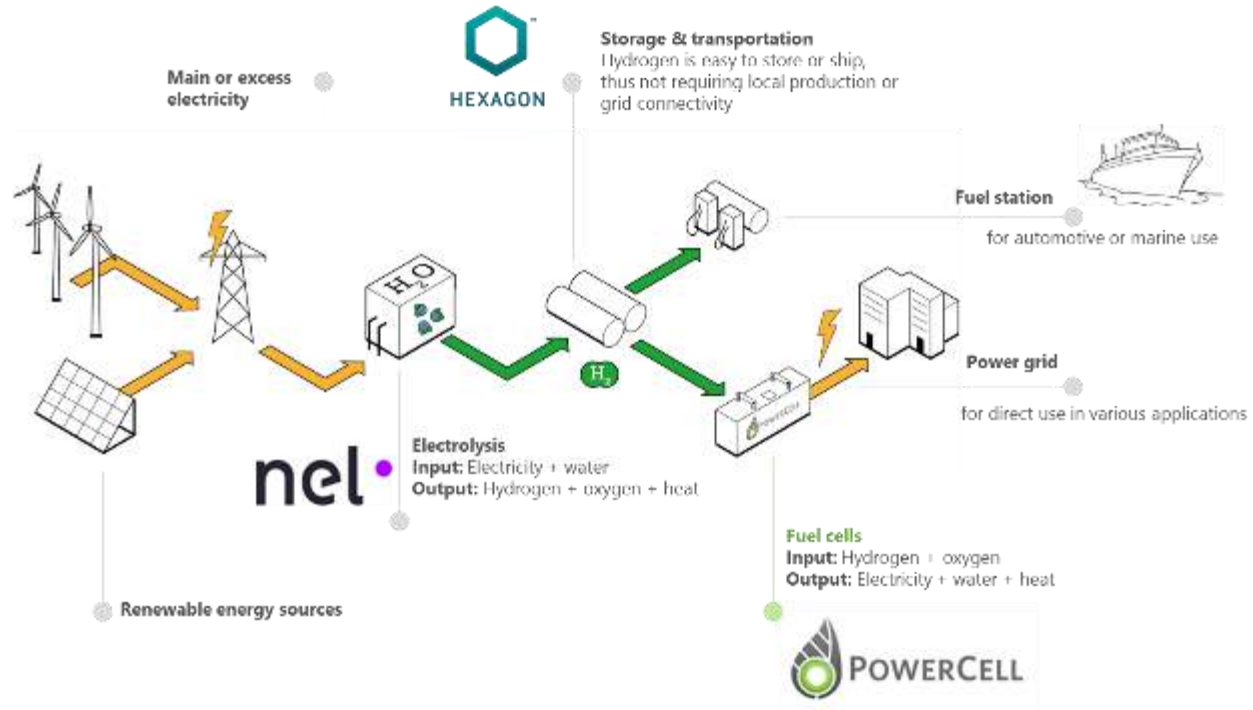 HEXAGON
™
Storage & transportation
Hydrogen is easy to store or ship,
thus not requiring local production or
grid connectivity
Main or excess
electricity
Fuel station
for automotive or marine use
H2O
H2
Power grid
for direct use in various applications
POWERCELL
nel
Electrolysis
Input: Electricity + water
Output: Hydrogen + oxygen + heat
Fuel cells
Input: Hydrogen + oxygen
Output: Electricity + water + heat
Renewable energy sources
POWERCELL